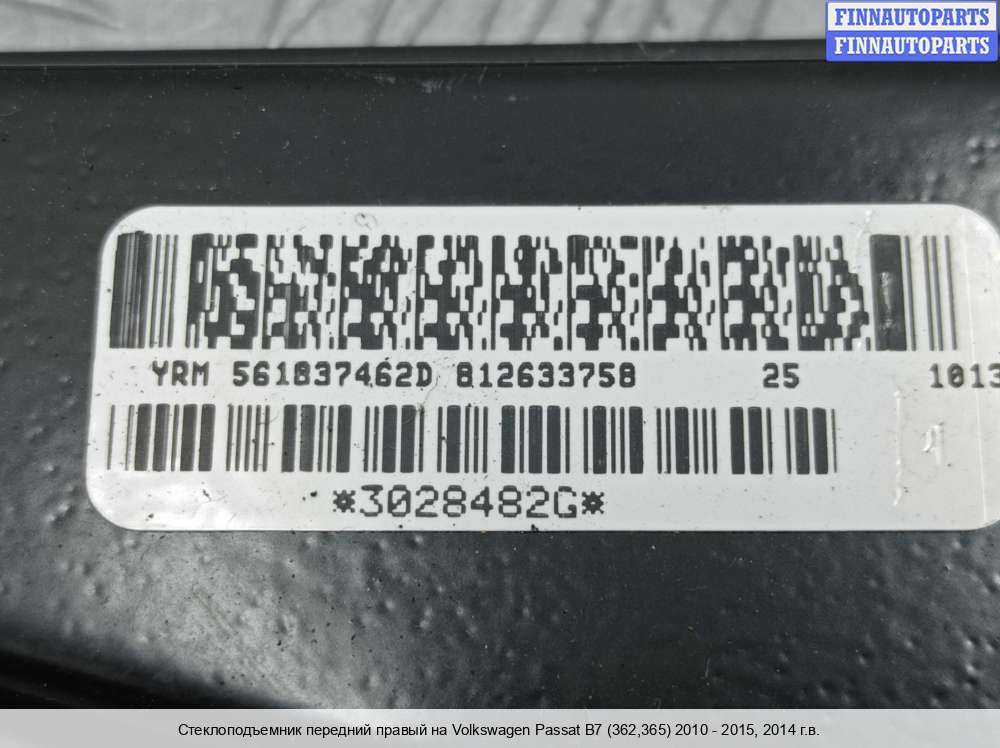 FINNAUTOPARTS
FINNAUTOPARTS
YRM 561837462D 812633758 25 1013
*3028482G*
Стеклоподъемник передний правый на Volkswagen Passat B7 (362,365) 2010 - 2015, 2014 г.в.